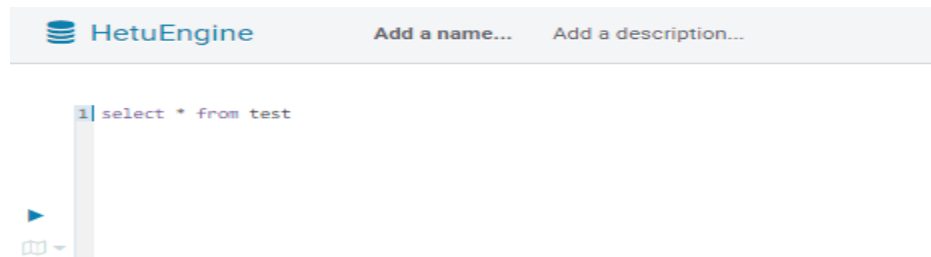 HetuEngine Add a name... Add a description...
1 select * from test